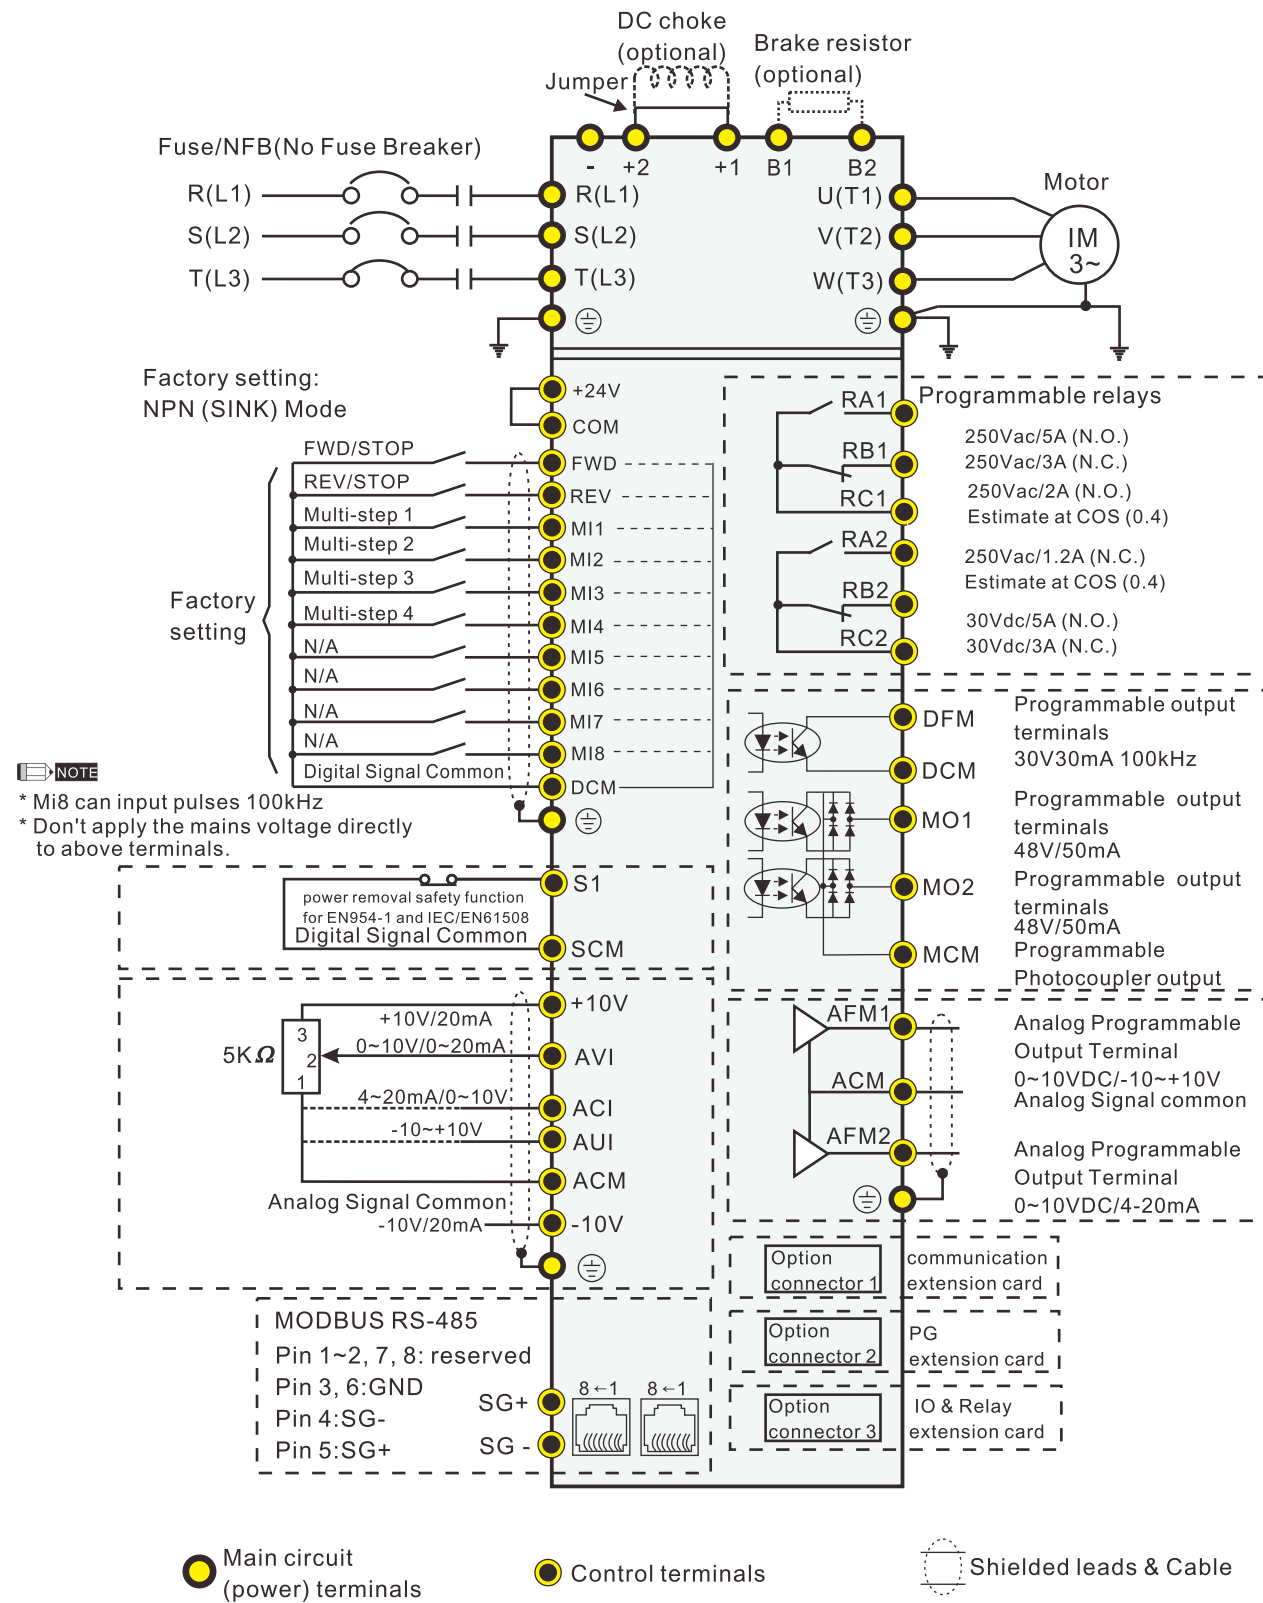 DC choke
(optional)
Brake resistor
(optional)
Jumper
Fuse/NFB(No Fuse Breaker)
- +2 +1 B1 B2
R(L1)
S(L2)
T(L3)
R(L1)
S(L2)
T(L3)
U(T1)
V(T2)
W(T3)
Motor
IM
3~
Factory setting:
NPN (SINK) Mode
+24V
COM
FWD/STOP
FWD
REV/STOP
REV
Multi-step 1
MI1
Multi-step 2
MI2
Multi-step 3
MI3
Multi-step 4
MI4
N/A
MI5
N/A
MI6
N/A
MI7
N/A
MI8
Digital Signal Common
DCM
Factory
setting
NOTE
* Mi8 can input pulses 100kHz
* Don't apply the mains voltage directly
to above terminals.
S1
power removal safety function
for EN954-1 and IEC/EN61508
Digital Signal Common
SCM
+10V
+10V/20mA
5KΩ
3
2
1
0~10V/0~20mA
AVI
4~20mA/0~10V
ACI
-10~+10V
AUI
ACM
Analog Signal Common
-10V/20mA
-10V
MODBUS RS-485
Pin 1~2, 7, 8: reserved
Pin 3, 6:GND
Pin 4:SG-
Pin 5:SG+
SG+
SG -
8←1
8←1
RA1
RB1
RC1
RA2
RB2
RC2
Programmable relays
250Vac/5A (N.O.)
250Vac/3A (N.C.)
250Vac/2A (N.O.)
Estimate at COS (0.4)
250Vac/1.2A (N.C.)
Estimate at COS (0.4)
30Vdc/5A (N.O.)
30Vdc/3A (N.C.)
DFM
DCM
MO1
MO2
MCM
Programmable output
terminals
30V30mA 100kHz
Programmable output
terminals
48V/50mA
Programmable output
terminals
48V/50mA
Programmable
Photocoupler output
AFM1
ACM
AFM2
Analog Programmable
Output Terminal
0~10VDC/-10~+10V
Analog Signal common
Analog Programmable
Output Terminal
0~10VDC/4-20mA
Option
connector 1
communication
extension card
Option
connector 2
PG
extension card
Option
connector 3
IO & Relay
extension card
Main circuit
(power) terminals
Control terminals
Shielded leads & Cable